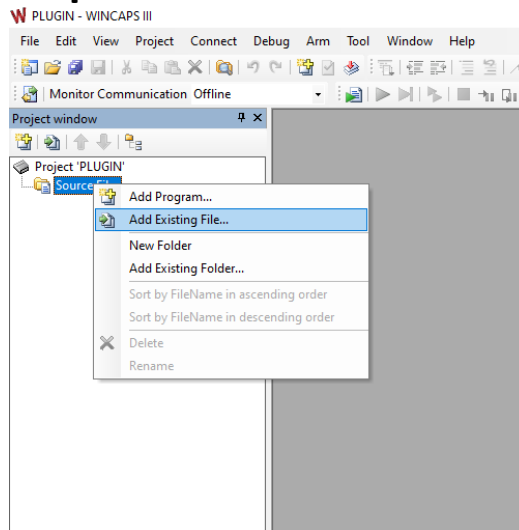 PLUGIN - WINCAPS III
File Edit View Project Connect Debug Arm Tool Window Help
Monitor Communication Offline
Project window
Project 'PLUGIN'
Source
Add Program...
Add Existing File...
New Folder
Add Existing Folder...
Sort by FileName in ascending order
Sort by FileName in descending order
Delete
Rename